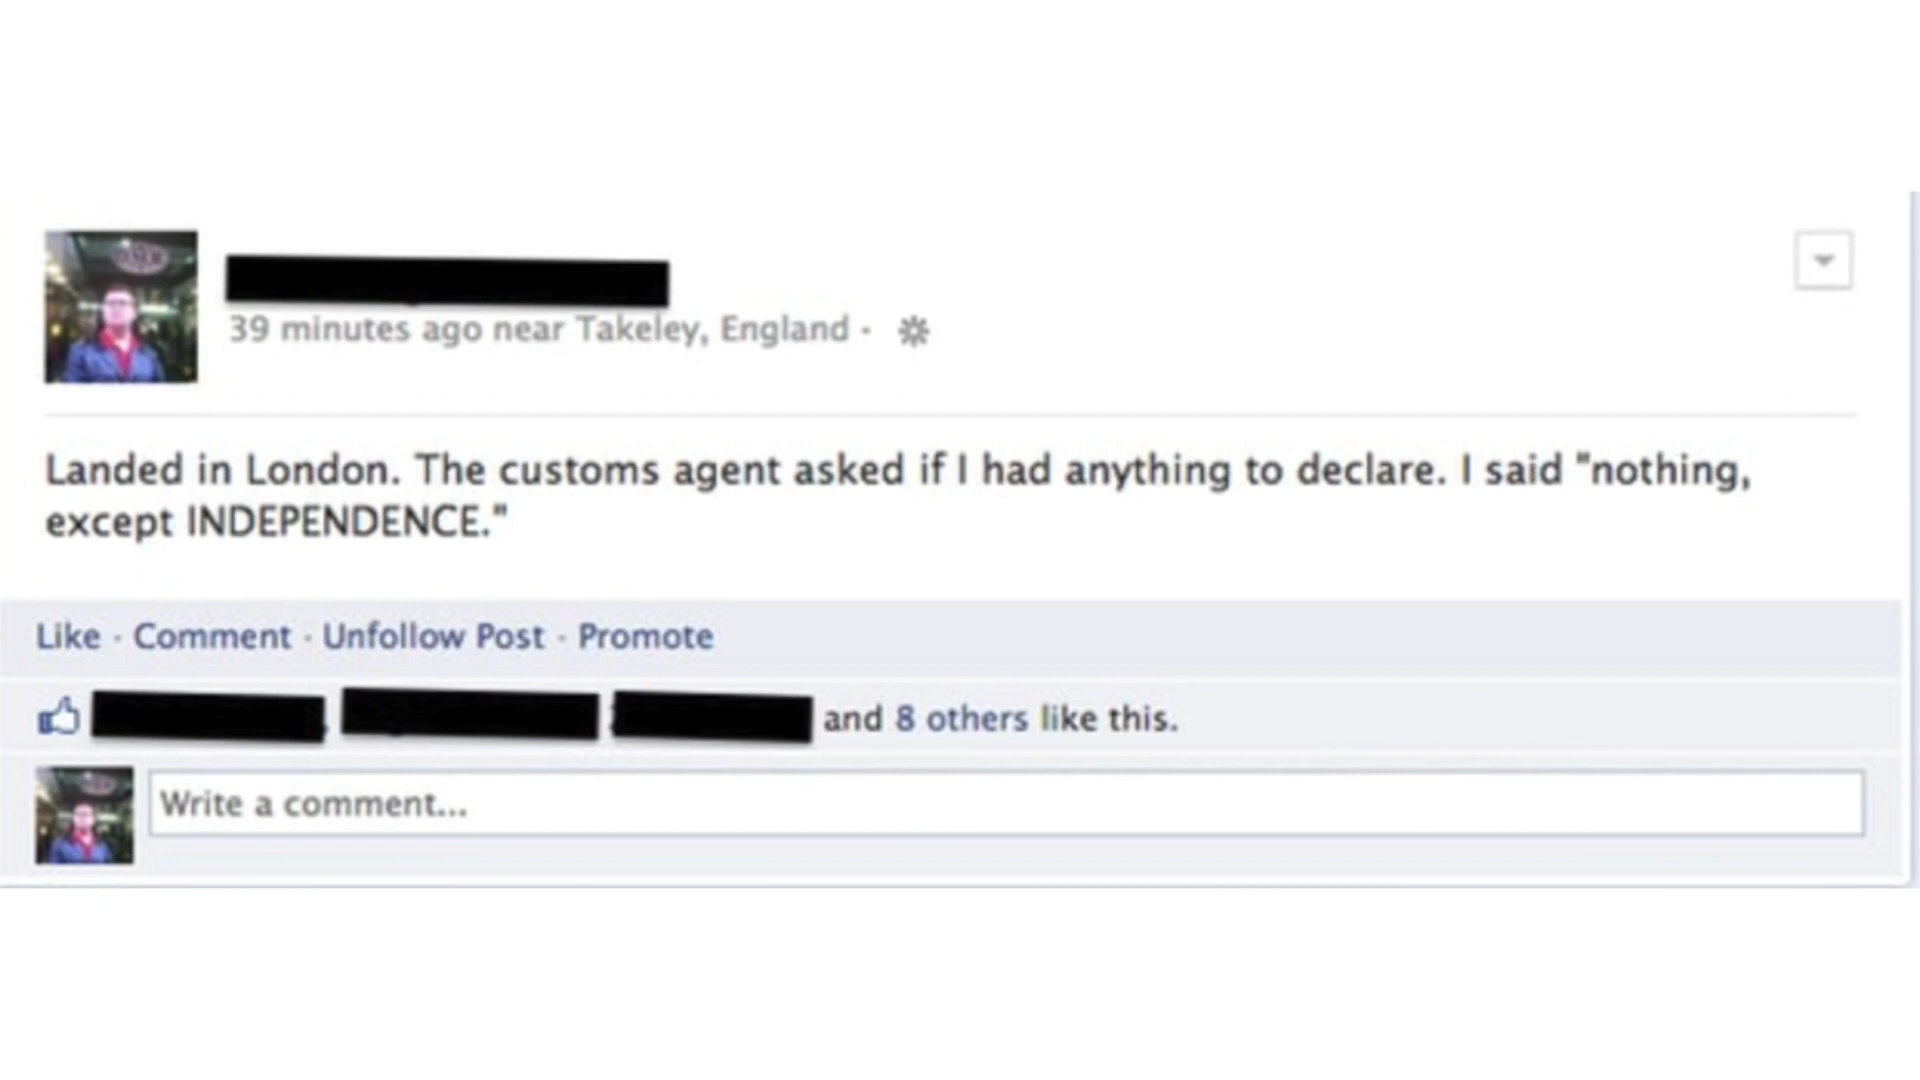 39 minutes ago near Takeley, England ·
Landed in London. The customs agent asked if I had anything to declare. I said "nothing,
except INDEPENDENCE."
Like · Comment · Unfollow Post · Promote
and 8 others like this.
Write a comment...